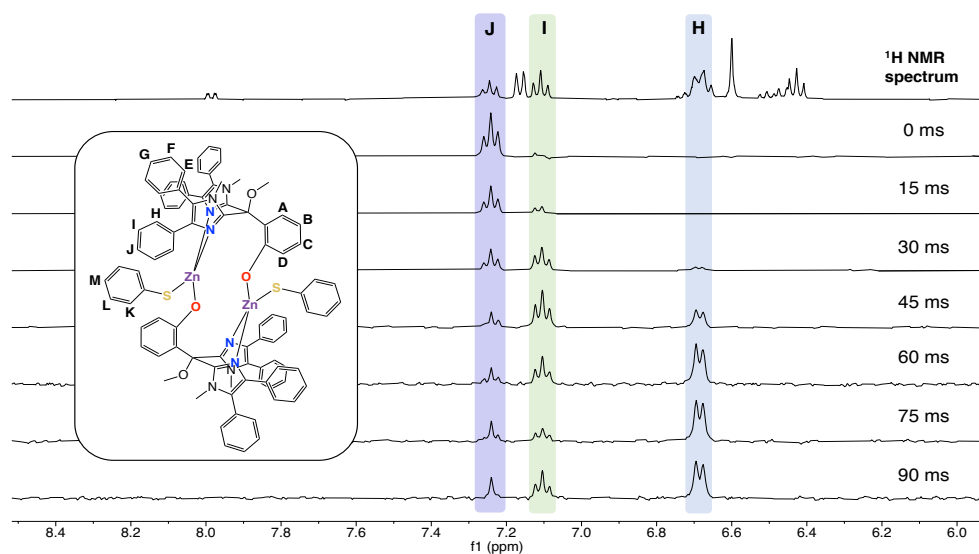 J I H
¹H NMR
spectrum
0 ms
15 ms
30 ms
45 ms
60 ms
75 ms
90 ms
G F
E
N
N
O
A
H
N
B
I
N
C
J
D
Zn
O
S
M
S
Zn
L
O
K
N
N
O
N
N
8.4 8.2 8.0 7.8 7.6 7.4 7.2 7.0 6.8 6.6 6.4 6.2 6.0
f1 (ppm)